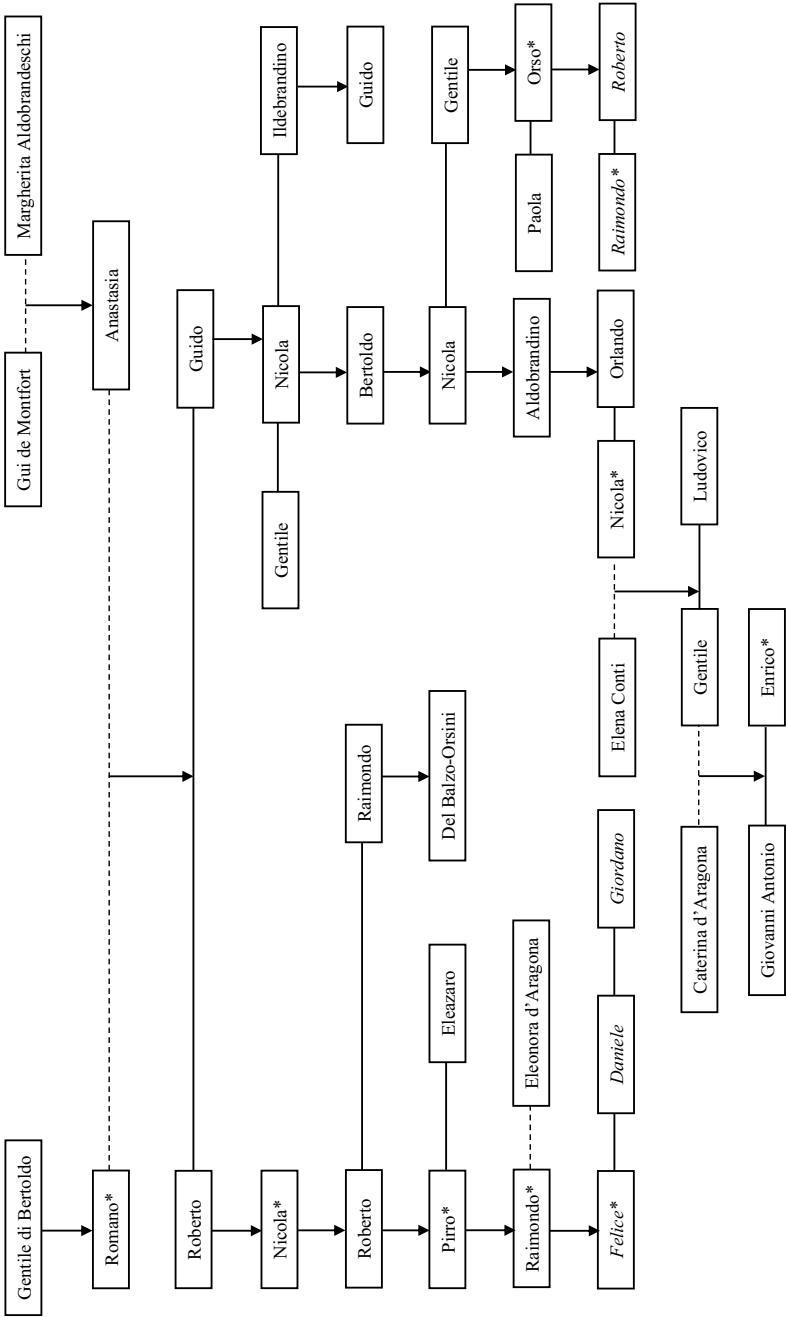 Gentile di Bertoldo
Gui de Montfort
Margherita Aldobrandeschi
Romano*
Anastasia
Roberto
Guido
Nicola*
Gentile
Nicola
Ildebrandino
Roberto
Raimondo
Bertoldo
Guido
Pirro*
Eleazaro
Del Balzo-Orsini
Nicola
Gentile
Raimondo*
Eleonora d’Aragona
Aldobrandino
Paola
Orso*
Felice*
Daniele
Giordano
Elena Conti
Nicola*
Orlando
Raimondo*
Roberto
Caterina d’Aragona
Gentile
Ludovico
Giovanni Antonio
Enrico*